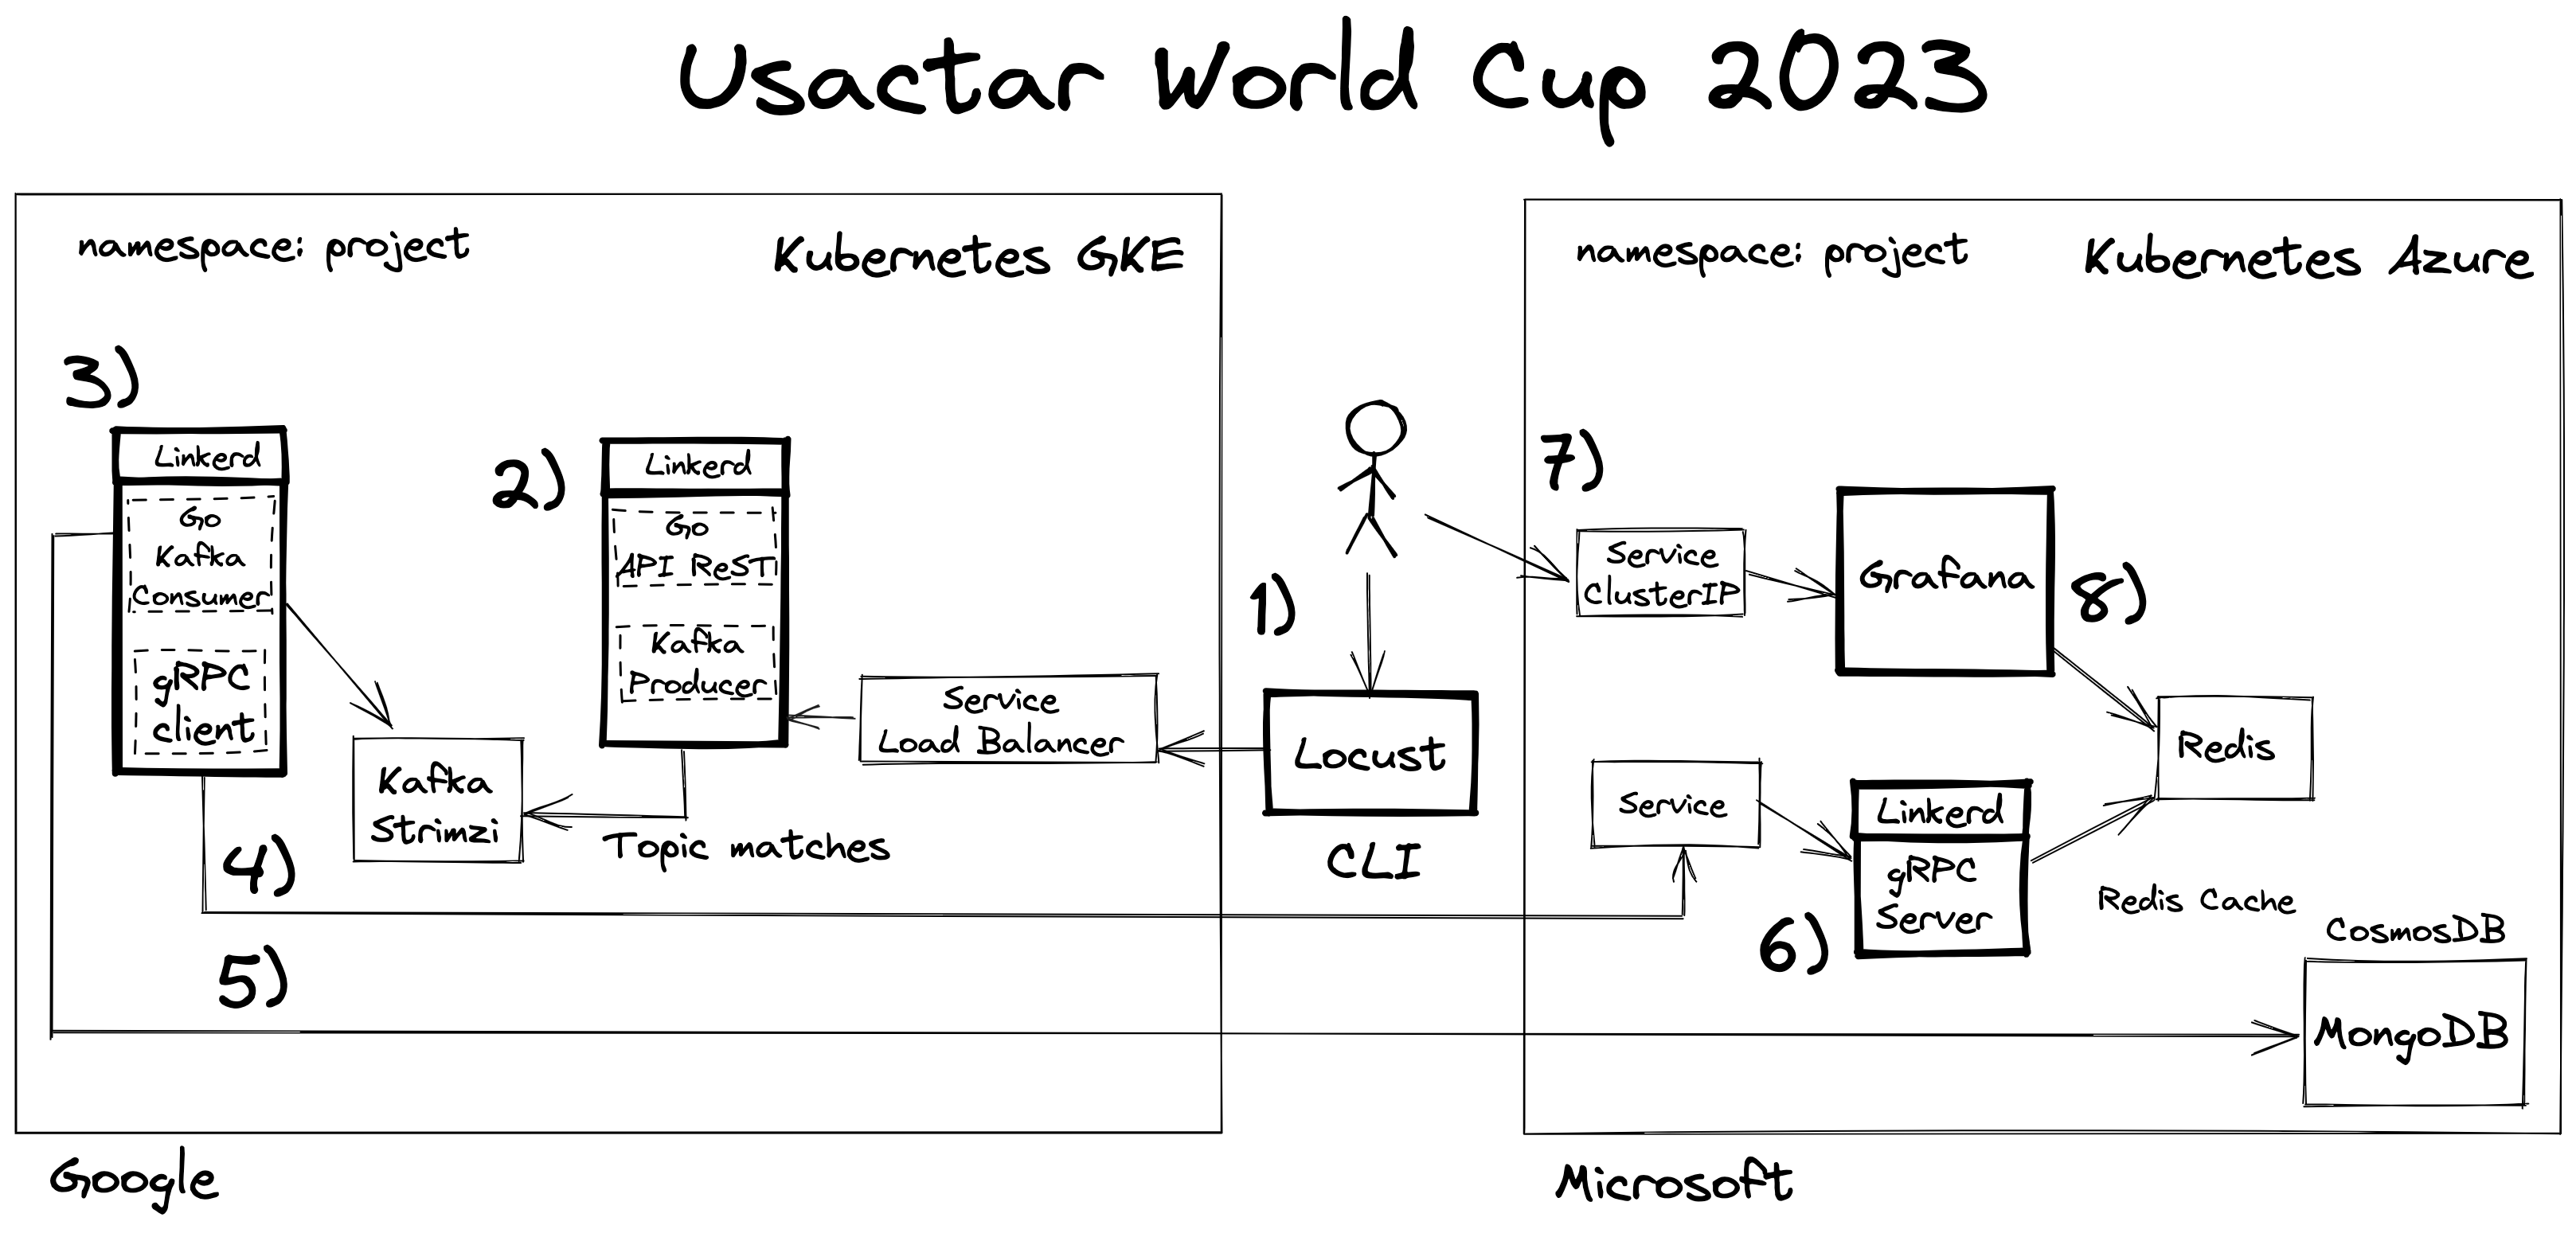 Usactar World Cup 2023
namespace: project
Kubernetes GKE
3)
Linkerd
Go
Kafka
Consumer
gRPC
client
2)
Linkerd
Go
API ReST
Kafka
Producer
Service
Load Balancer
Kafka
Strimzi
Topic matches
4)
5)
Google
1)
Locust
CLI
namespace: project
Kubernetes Azure
7)
Service
ClusterIP
Grafana
8)
Redis
Service
Linkerd
gRPC
Server
6)
Redis Cache
CosmosDB
MongoDB
Microsoft